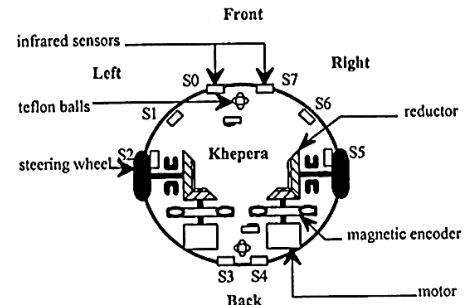 Front
infrared sensors
Left
Right
S0
S7
teflon balls
S1
S6
reductor
Khepera
steering wheel
S2
S5
magnetic encoder
S3
S4
motor
Back